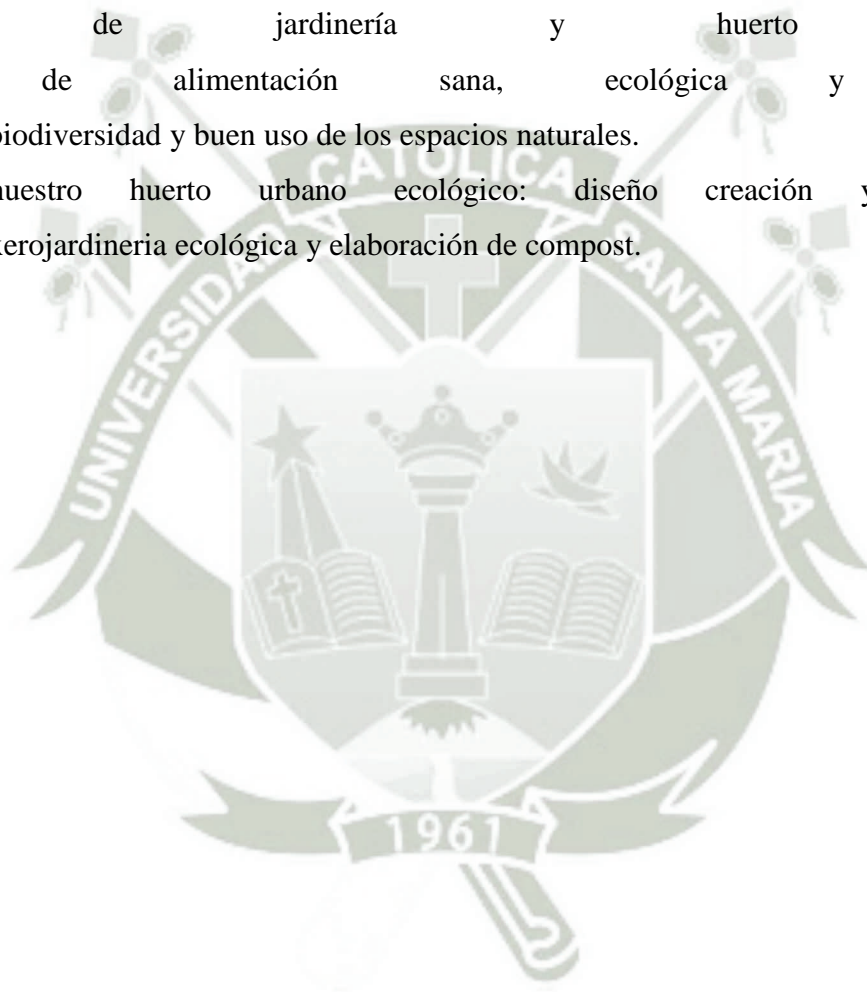 de jardinería y huerto
de alimentación sana, ecológica y
biodiversidad y buen uso de los espacios naturales.
nuestro huerto urbano ecológico: diseño creación y
xerojardineria ecológica y elaboración de compost.
UNIVERSIDAD CATOLICA SANTA MARIA
1961